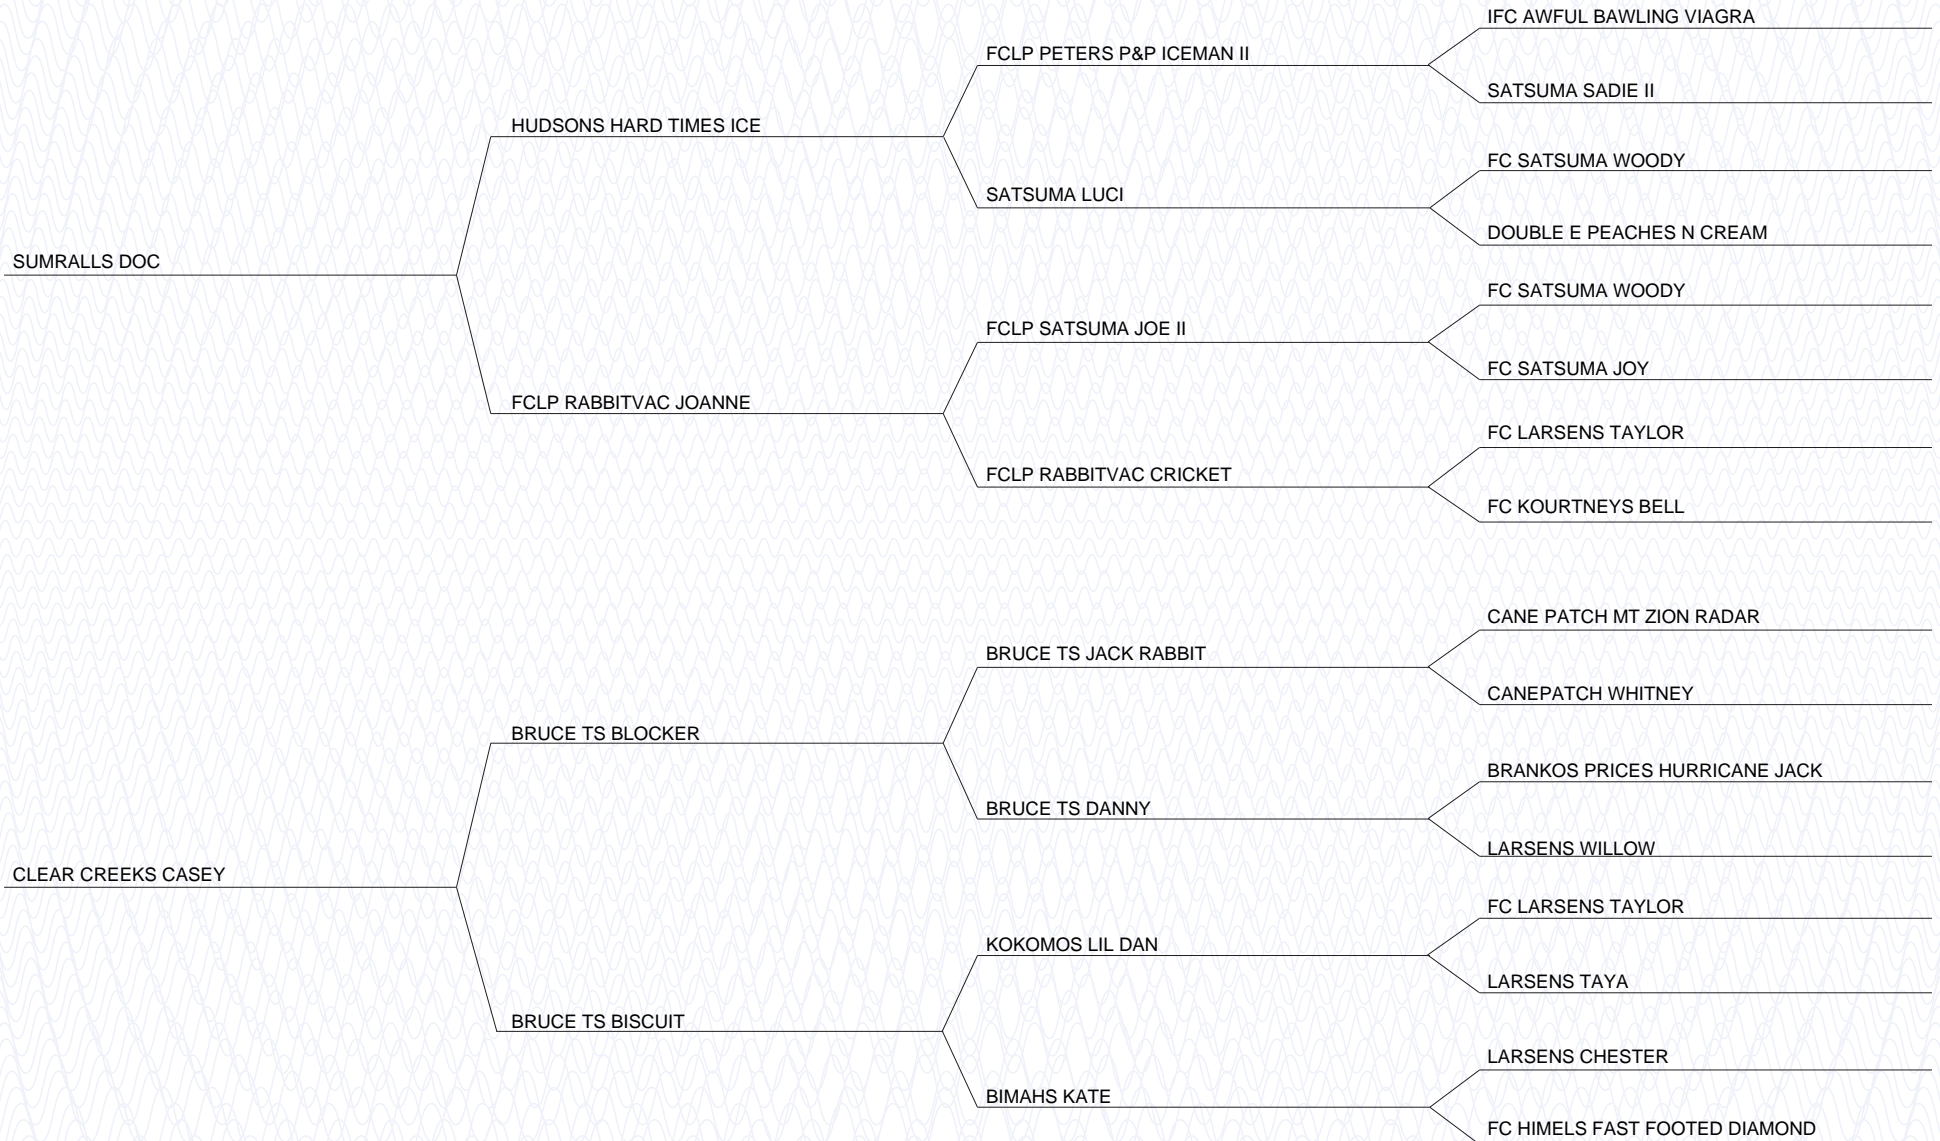 IFC AWFUL BAWLING VIAGRA
FCLP PETERS P&P ICEMAN II
SATSUMA SADIE II
HUDSONS HARD TIMES ICE
FC SATSUMA WOODY
SATSUMA LUCI
DOUBLE E PEACHES N CREAM
SUMRALLS DOC
FC SATSUMA WOODY
FCLP SATSUMA JOE II
FC SATSUMA JOY
FCLP RABBITVAC JOANNE
FC LARSENS TAYLOR
FCLP RABBITVAC CRICKET
FC KOURTNEYS BELL
CANE PATCH MT ZION RADAR
BRUCE TS JACK RABBIT
CANEPATCH WHITNEY
BRUCE TS BLOCKER
BRANKOS PRICES HURRICANE JACK
BRUCE TS DANNY
LARSENS WILLOW
CLEAR CREEKS CASEY
FC LARSENS TAYLOR
KOKOMOS LIL DAN
LARSENS TAYA
BRUCE TS BISCUIT
LARSENS CHESTER
BIMAHS KATE
FC HIMELS FAST FOOTED DIAMOND